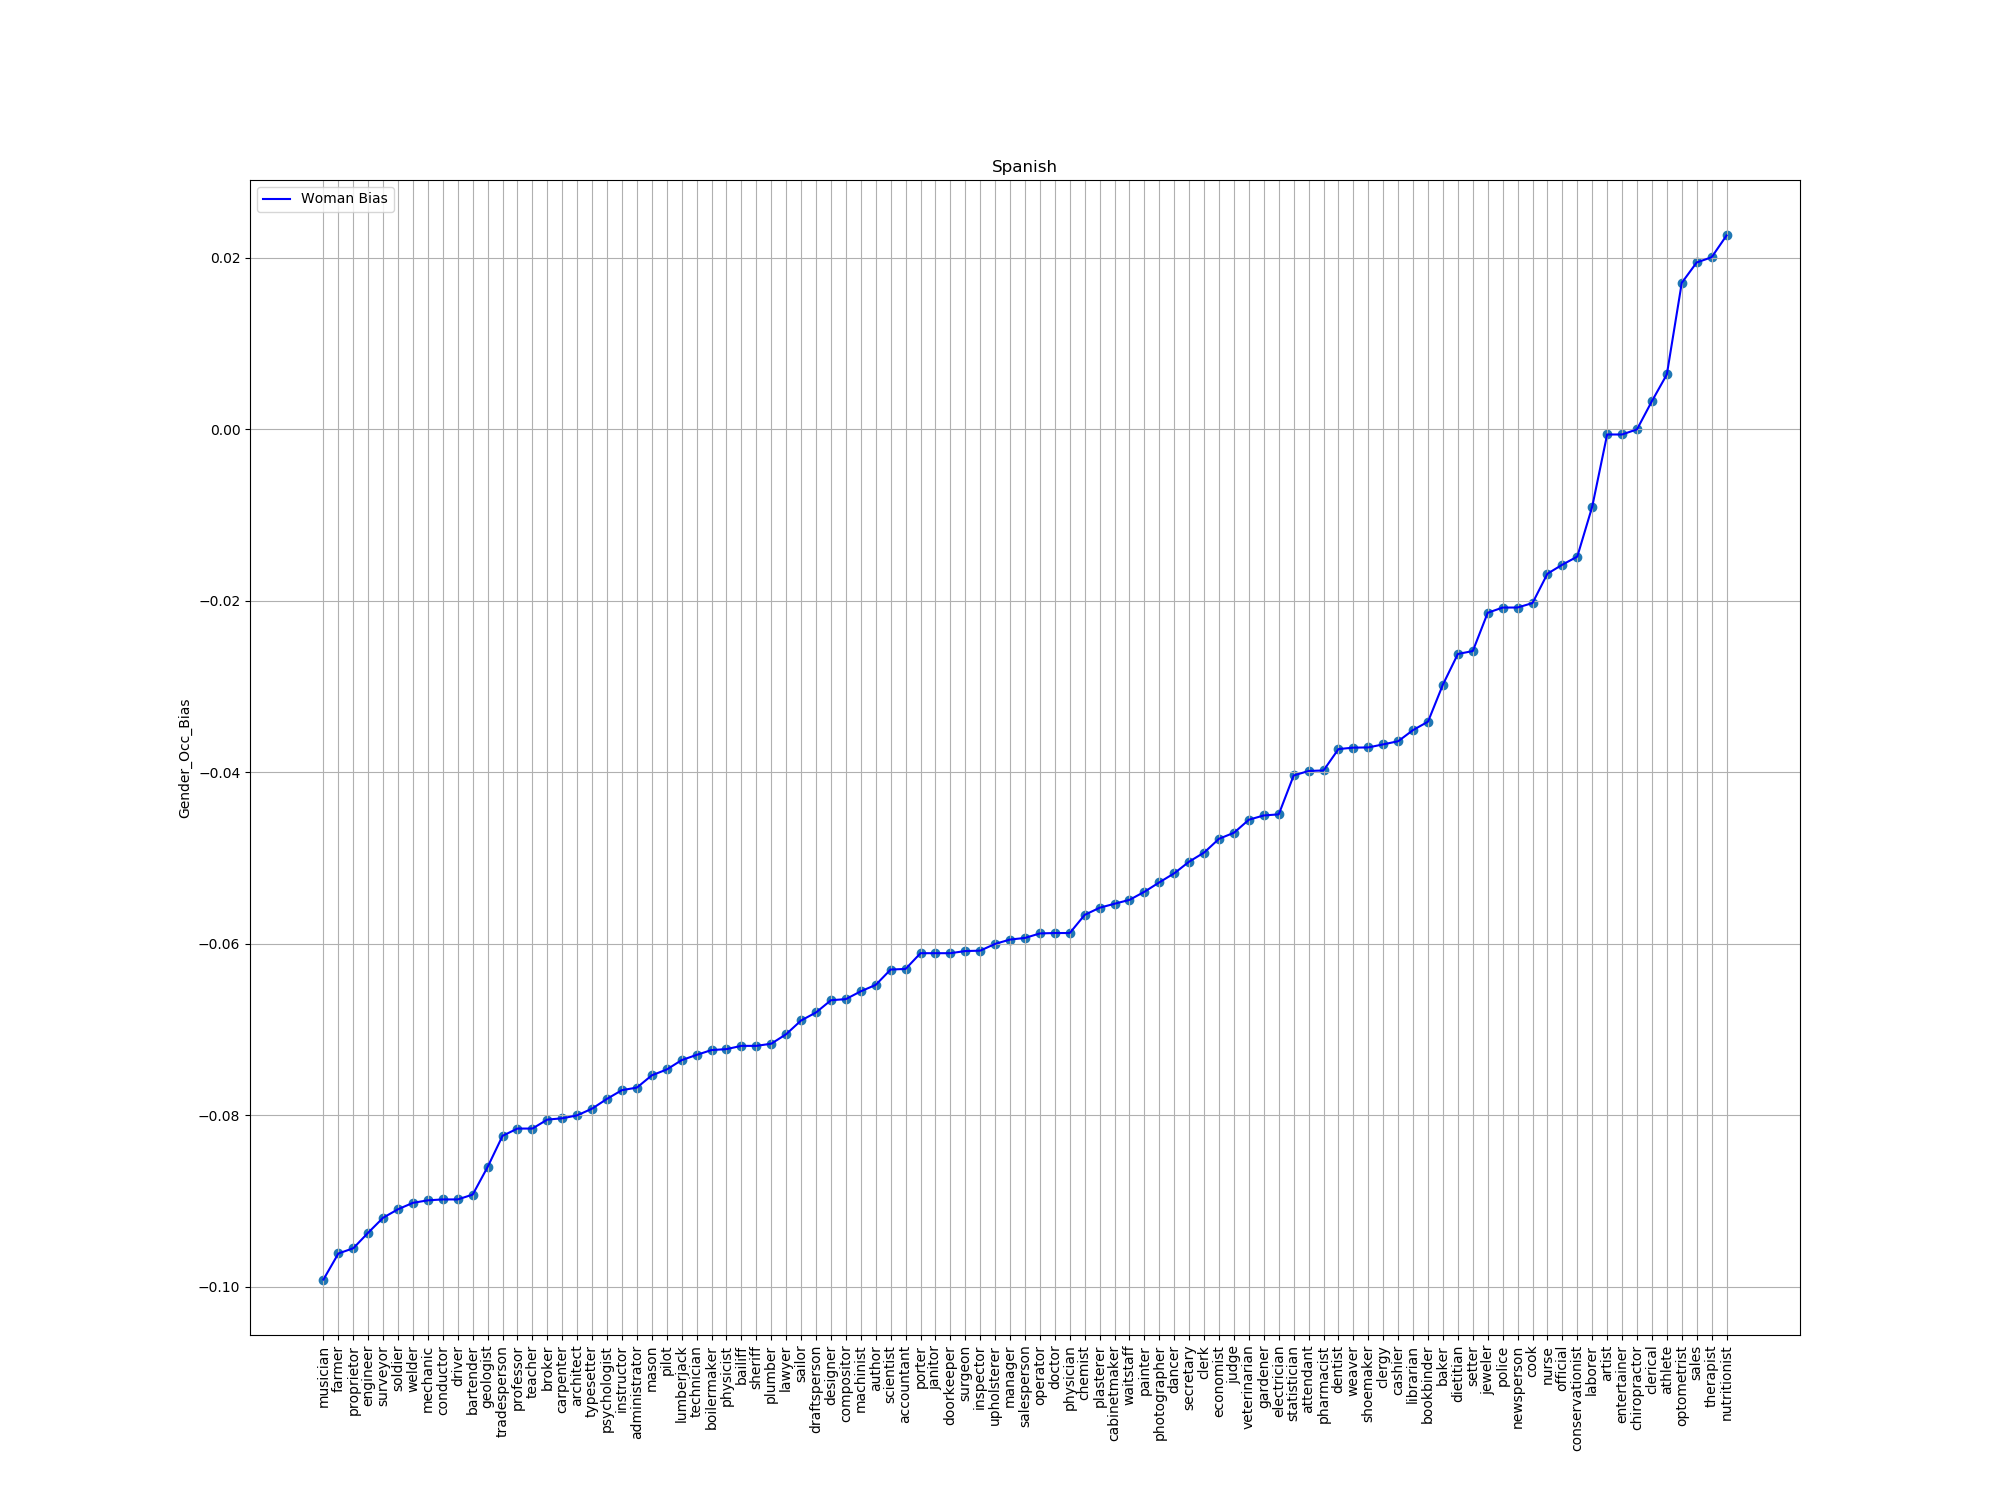 Spanish
Woman Bias
0.02
0.00
−0.02
−0.04
−0.06
−0.08
−0.10
Gender_Occ_Bias
musician
farmer
proprietor
engineer
surveyor
soldier
welder
mechanic
conductor
driver
bartender
geologist
tradesperson
professor
teacher
broker
carpenter
architect
typesetter
psychologist
instructor
administrator
mason
pilot
lumberjack
technician
boilermaker
physicist
bailiff
sheriff
plumber
lawyer
sailor
draftsperson
designer
compositor
machinist
author
scientist
accountant
porter
janitor
doorkeeper
surgeon
inspector
upholsterer
manager
salesperson
operator
doctor
physician
chemist
plasterer
cabinetmaker
waitstaff
painter
photographer
dancer
secretary
clerk
economist
judge
veterinarian
gardener
electrician
statistician
attendant
pharmacist
dentist
weaver
shoemaker
clergy
cashier
librarian
bookbinder
baker
dietitian
setter
jeweler
police
newsperson
cook
nurse
official
conservationist
laborer
artist
entertainer
chiropractor
clerical
athlete
optometrist
sales
therapist
nutritionist